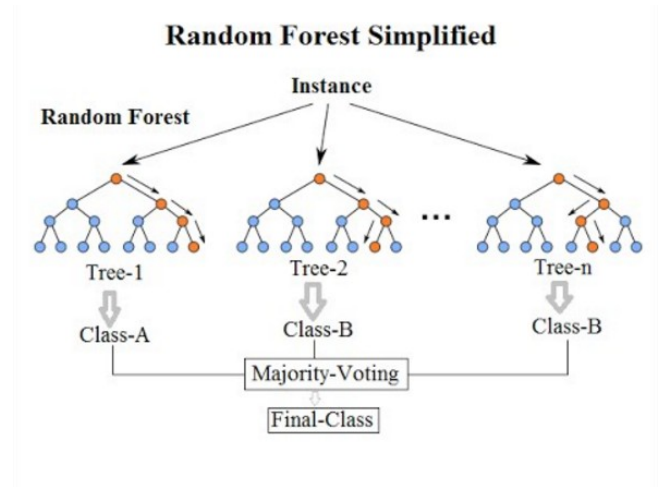 Random Forest Simplified
Instance
Random Forest
...
Tree-1
Tree-2
Tree-n
Class-A
Class-B
Class-B
Majority-Voting
Final-Class